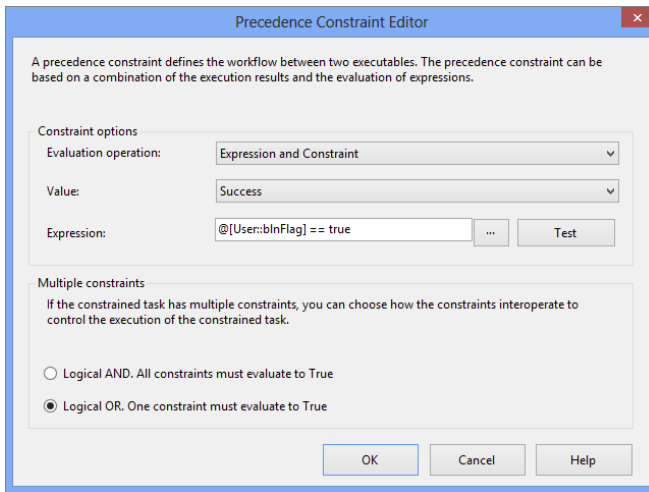 Precedence Constraint Editor
x
A precedence constraint defines the workflow between two executables. The precedence constraint can be
based on a combination of the execution results and the evaluation of expressions.
Constraint options
Evaluation operation:
Expression and Constraint
Value:
Success
Expression:
@[User::blnFlag] == true
...
Test
Multiple constraints
If the constrained task has multiple constraints, you can choose how the constraints interoperate to
control the execution of the constrained task.
Logical AND. All constraints must evaluate to True
Logical OR. One constraint must evaluate to True
OK
Cancel
Help